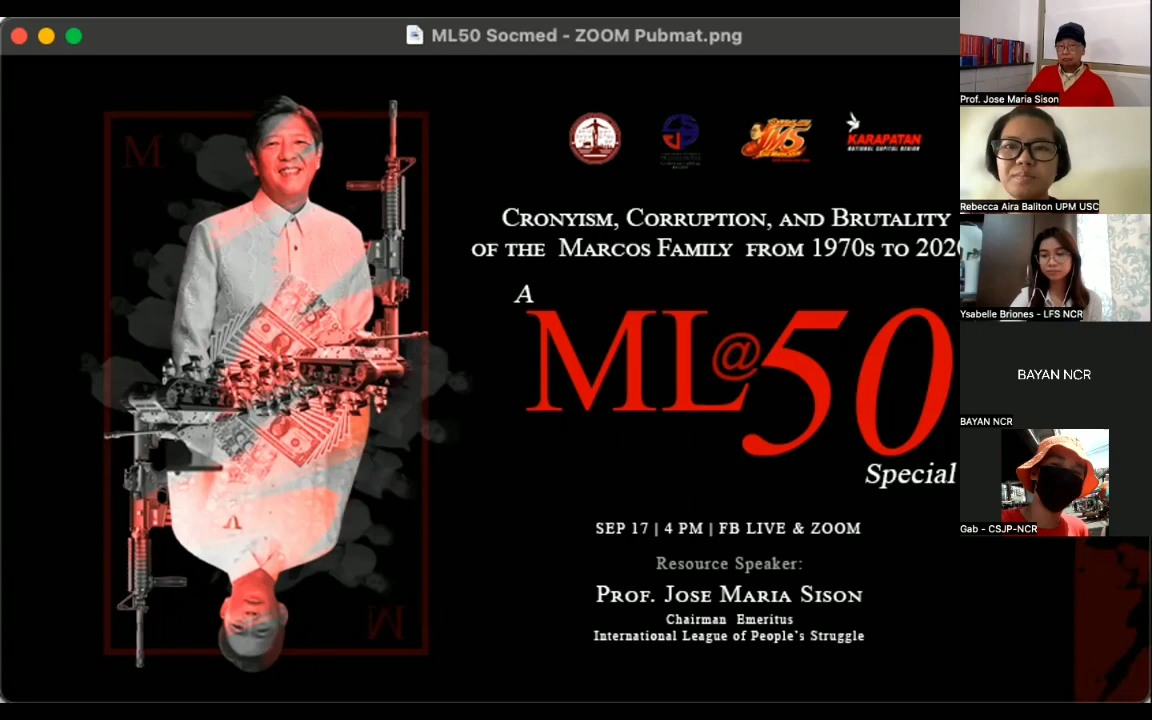 ML50 Socmed - ZOOM Pubmat.png
M
KARAPATAN
NATIONAL CAPITAL REGION
CRONYISM, CORRUPTION, AND BRUTALITY
OF THE MARCOS FAMILY FROM 1970S TO 202
A
ML@50
Special
SEP 17 | 4 PM | FB LIVE & ZOOM
Resource Speaker:
PROF. JOSE MARIA SISON
Chairman Emeritus
International League of People's Struggle
M
Prof. Jose Maria Sison
Rebecca Aira Baliton UPM USC
Ysabelle Briones - LFS NCR
BAYAN NCR
BAYAN NCR
Gab - CSJP-NCR